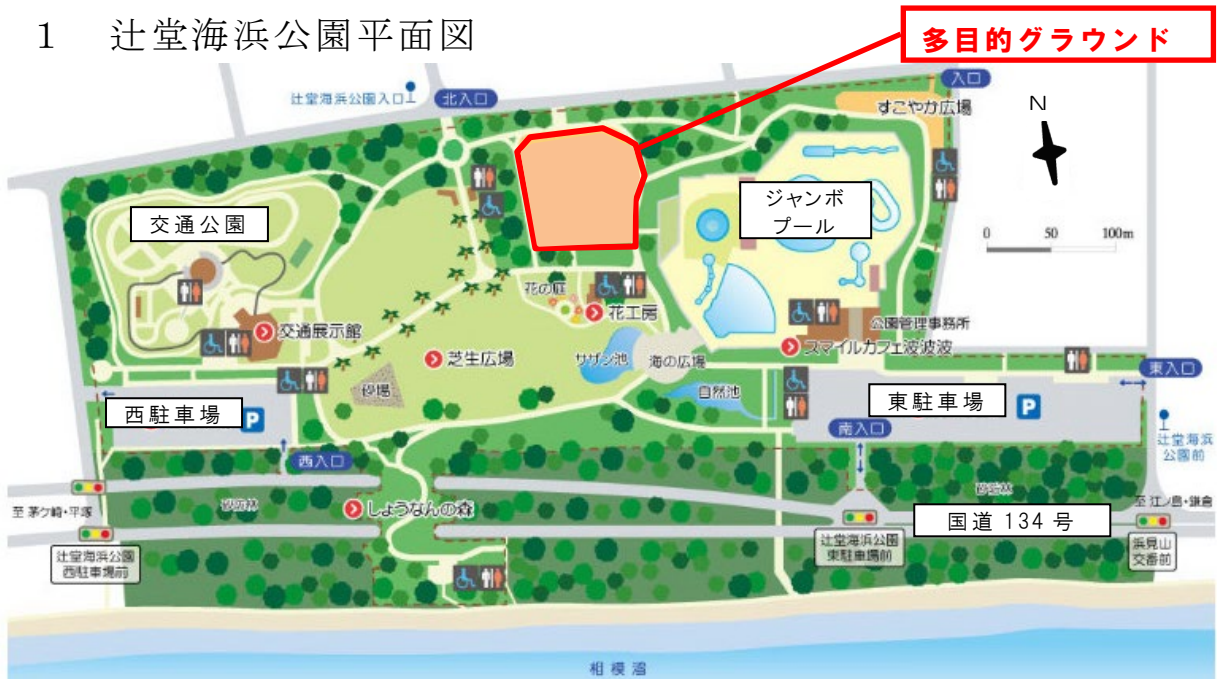 1 辻堂海浜公園平面図
多目的グラウンド
辻堂海浜公園入口
北入口
入口
すこやか広場
N
0 50 100m
交通公園
ジャンボ
プール
花の庭
花工房
交通展示館
芝生広場
サザン池
海の広場
公園管理事務所
スマイルカフェ波波波
砂場
自然池
西駐車場
P
東駐車場
P
東入口
南入口
辻堂海浜
公園前
西入口
砂防林
砂防林
至 茅ケ崎・平塚
しょうなんの森
国道 134 号
至 江ノ島・鎌倉
辻堂海浜公園
西駐車場前
辻堂海浜公園
東駐車場前
浜見山
交番前
相模湾